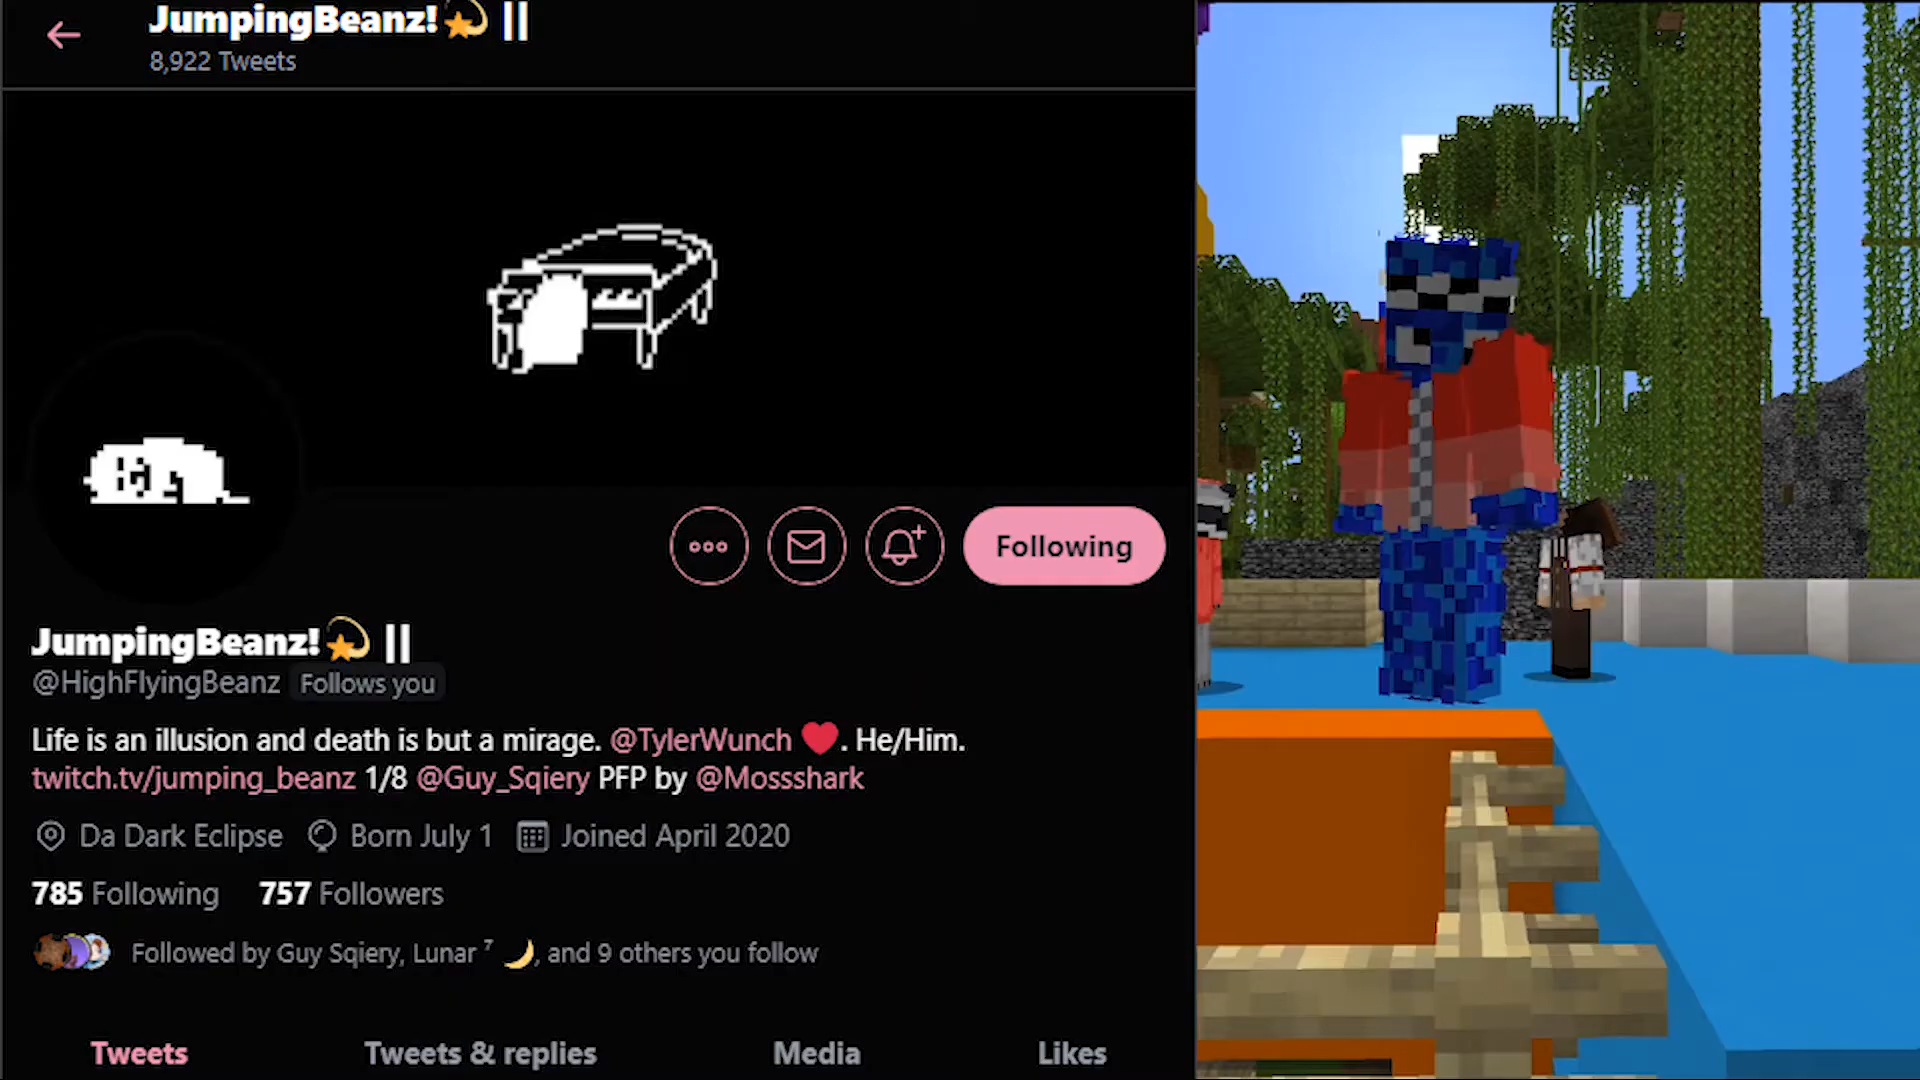 JumpingBeanz!💫 ||
8,922 Tweets
Following
JumpingBeanz!💫 ||
@HighFlyingBeanz Follows you
Life is an illusion and death is but a mirage. @TylerWunch ❤️. He/Him.
twitch.tv/jumping_beanz 1/8 @Guy_Sqiery PFP by @Mossshark
Da Dark Eclipse Born July 1 Joined April 2020
785 Following 757 Followers
Followed by Guy Sqiery, Lunar ⁷ 🌙, and 9 others you follow
Tweets Tweets & replies Media Likes